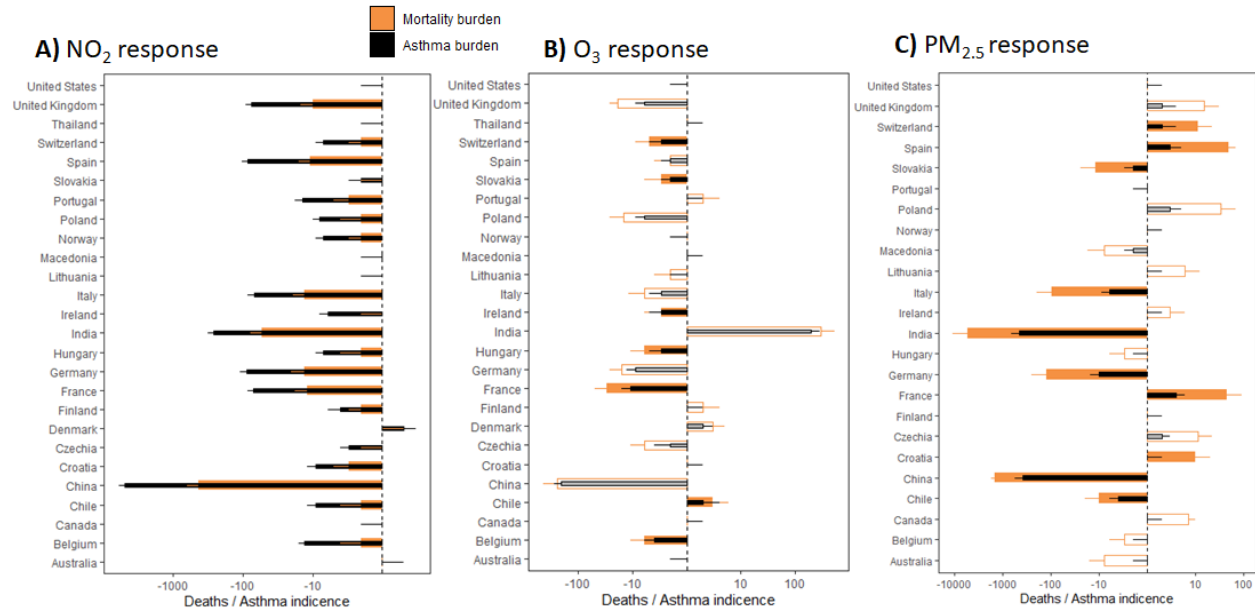 Mortality burden
Asthma burden
A) NO2 response
United States
United Kingdom
Thailand
Switzerland
Spain
Slovakia
Portugal
Poland
Norway
Macedonia
Lithuania
Italy
Ireland
India
Hungary
Germany
France
Finland
Denmark
Czechia
Croatia
China
Chile
Canada
Belgium
Australia
-1000 -10
Deaths / Asthma indicence
B) O3 response
United States
United Kingdom
Thailand
Switzerland
Spain
Slovakia
Portugal
Poland
Norway
Macedonia
Lithuania
Italy
Ireland
India
Hungary
Germany
France
Finland
Denmark
Czechia
Croatia
China
Chile
Canada
Belgium
Australia
-100 -10 10 100
Deaths / Asthma indicence
C) PM2.5 response
United States
United Kingdom
Switzerland
Spain
Slovakia
Portugal
Poland
Norway
Macedonia
Lithuania
Italy
Ireland
India
Hungary
Germany
France
Finland
Czechia
Croatia
China
Chile
Canada
Belgium
Australia
-10000 -1000 -100 -10 10 100
Deaths / Asthma indicence